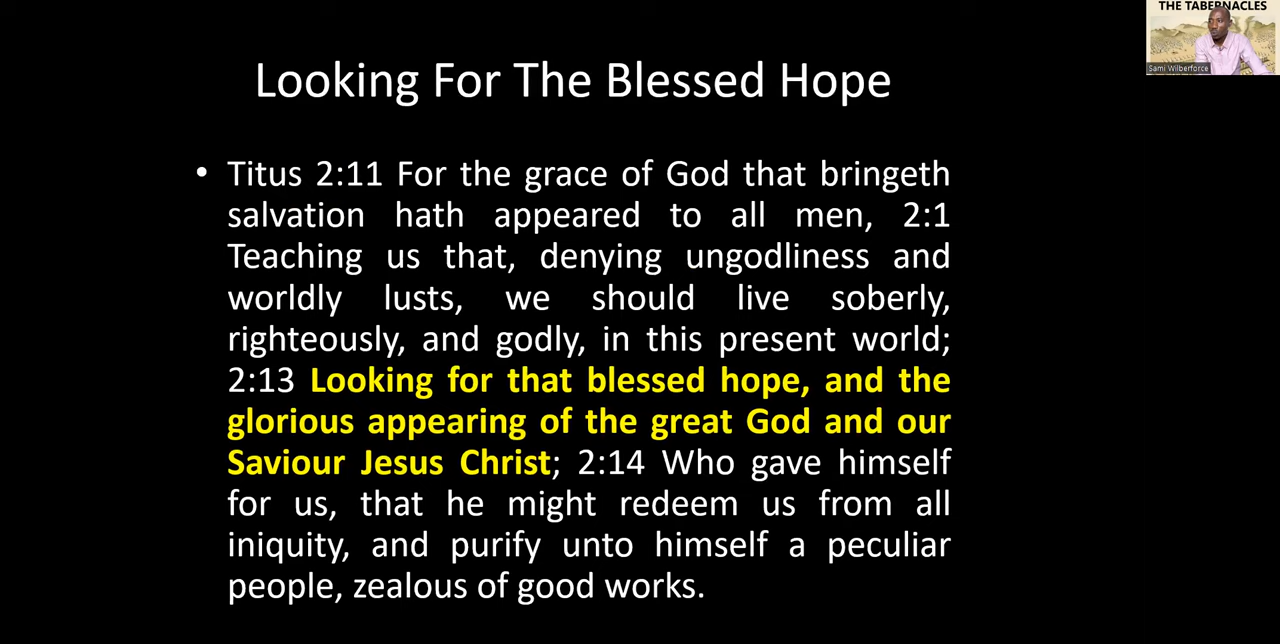 THE TABERNACLES
Sami Wilberforce
Looking For The Blessed Hope
• Titus 2:11 For the grace of God that bringeth
salvation hath appeared to all men, 2:1
Teaching us that, denying ungodliness and
worldly lusts, we should live soberly,
righteously, and godly, in this present world;
2:13 Looking for that blessed hope, and the
glorious appearing of the great God and our
Saviour Jesus Christ; 2:14 Who gave himself
for us, that he might redeem us from all
iniquity, and purify unto himself a peculiar
people, zealous of good works.